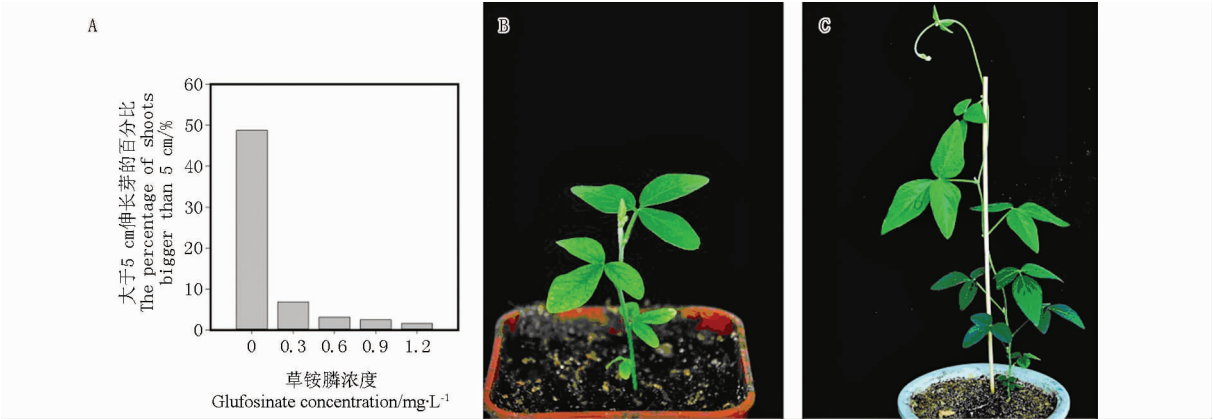 A
B
C
60
50
40
30
20
10
0
大于5 cm伸长芽的百分比
The percentage of shoots
bigger than 5 cm/%
0 0.3 0.6 0.9 1.2
草铵膦浓度
Glufosinate concentration/mg·L⁻¹